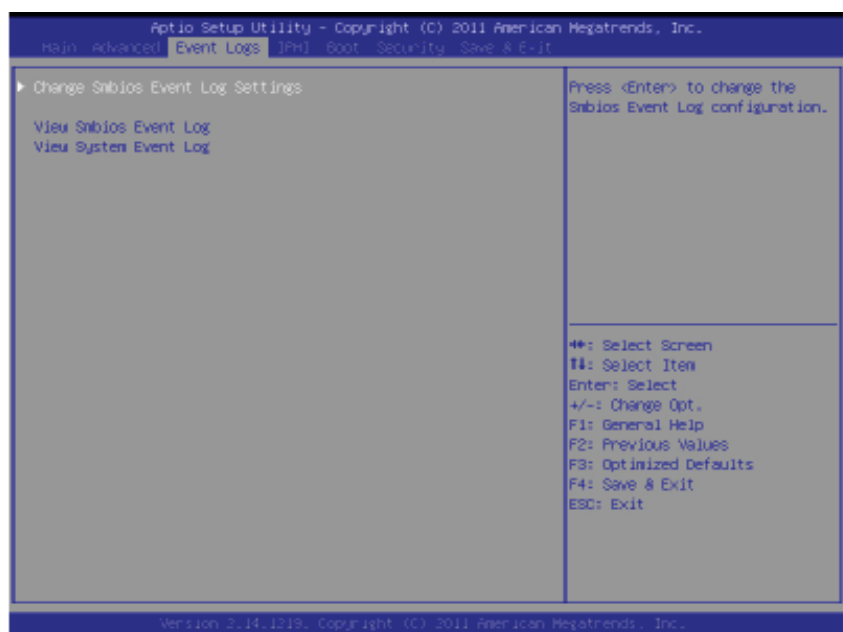 Aptio Setup Utility - Copyright (C) 2011 American Megatrends, Inc.
Main Advanced Event Logs IPMI Boot Security Save & Exit
Change Smbios Event Log Settings
View Smbios Event Log
View System Event Log
Press <Enter> to change the
Smbios Event Log configuration.
→←: Select Screen
↑↓: Select Item
Enter: Select
+/-: Change Opt.
F1: General Help
F2: Previous Values
F3: Optimized Defaults
F4: Save & Exit
ESC: Exit
Version 2.14.1219. Copyright (C) 2011 American Megatrends, Inc.